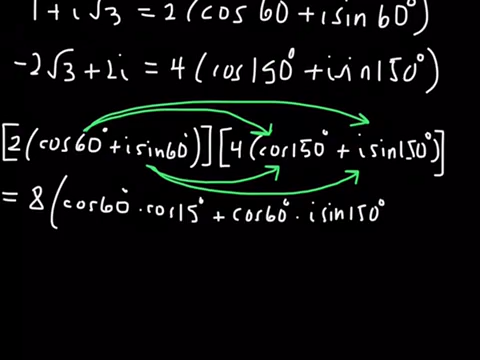 1 + i√3 = 2 (cos 60 + i sin 60°)
-2√3 + 2i = 4 (cos 150° + i sin 150°)
[2(cos 60° + i sin 60°)] [4(cos 150° + i sin 150°)]
= 8 (cos 60° · cos 15° + cos 60° · i sin 150°